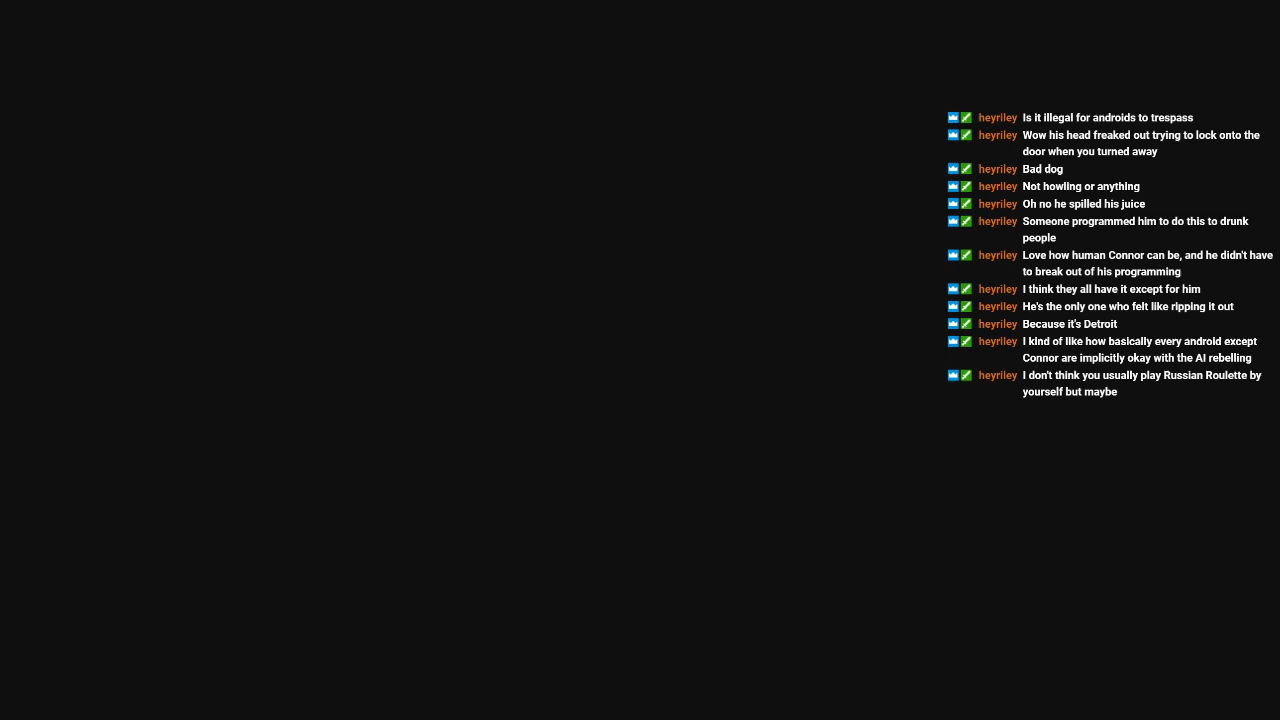 heyriley Is it illegal for androids to trespass
heyriley Wow his head freaked out trying to lock onto the
door when you turned away
heyriley Bad dog
heyriley Not howling or anything
heyriley Oh no he spilled his juice
heyriley Someone programmed him to do this to drunk
people
heyriley Love how human Connor can be, and he didn't have
to break out of his programming
heyriley I think they all have it except for him
heyriley He's the only one who felt like ripping it out
heyriley Because it's Detroit
heyriley I kind of like how basically every android except
Connor are implicitly okay with the AI rebelling
heyriley I don't think you usually play Russian Roulette by
yourself but maybe